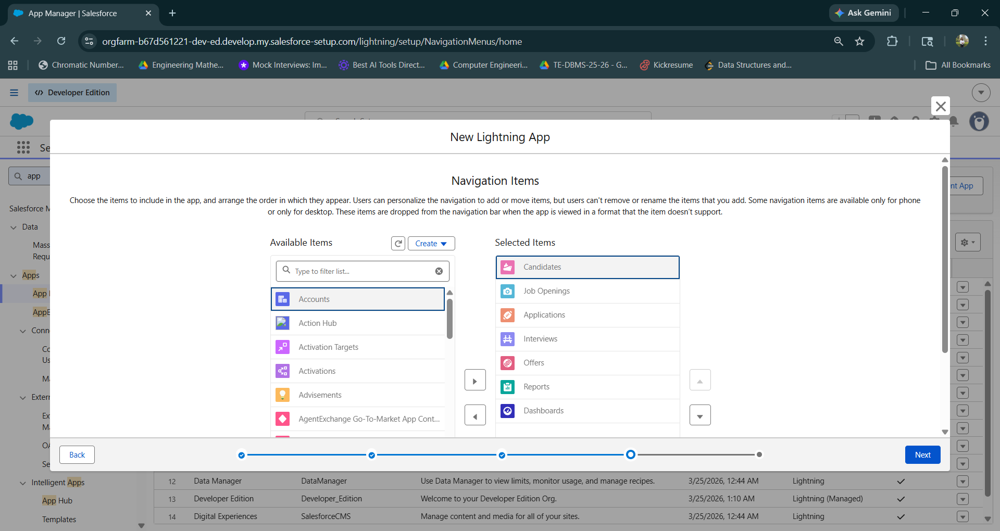 App Manager | Salesforce
Ask Gemini
orgfarm-b67d561221-dev-ed.develop.my.salesforce-setup.com/lightning/setup/NavigationMenus/home
Chromatic Number...
Engineering Mathe...
Mock Interviews: Im...
Best AI Tools Direct...
Computer Engineeri...
TE-DBMS-25-26 - G...
Kickresume
Data Structures and...
All Bookmarks
Developer Edition
Se
app
Salesforce M
Data
Mass
Requ
Apps
App
AppE
Conn
Co
Us
Ma
Extern
Ex
M
OA
Se
Intelligent Apps
App Hub
Templates
nt App
New Lightning App
Navigation Items
Choose the items to include in the app, and arrange the order in which they appear. Users can personalize the navigation to add or move items, but users can't remove or rename the items that you add. Some navigation items are available only for phone
or only for desktop. These items are dropped from the navigation bar when the app is viewed in a format that the item doesn't support.
Available Items
Create
Type to filter list...
Accounts
Action Hub
Activation Targets
Activations
Advisements
AgentExchange Go-To-Market App Cont...
Selected Items
Candidates
Job Openings
Applications
Interviews
Offers
Reports
Dashboards
Back
Next
12 Data Manager DataManager Use Data Manager to view limits, monitor usage, and manage recipes. 3/25/2026, 12:44 AM Lightning
13 Developer Edition Developer_Edition Welcome to your Developer Edition Org. 3/25/2026, 1:10 AM Lightning (Managed)
14 Digital Experiences SalesforceCMS Manage content and media for all of your sites. 3/25/2026, 12:44 AM Lightning